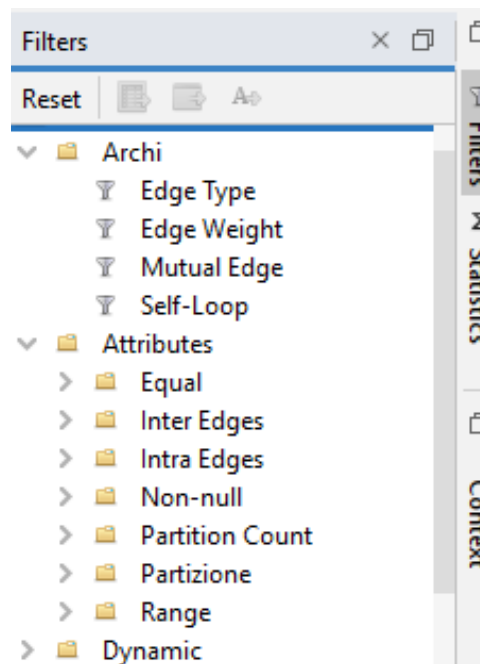 Filters
Reset
Archi
Edge Type
Edge Weight
Mutual Edge
Self-Loop
Attributes
Equal
Inter Edges
Intra Edges
Non-null
Partition Count
Partizione
Range
Dynamic
Filters
Statistics
Context